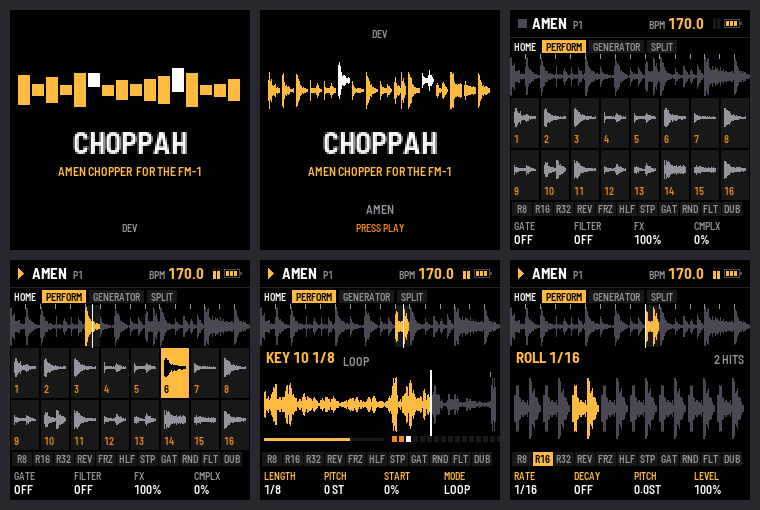 CHOPPAH
AMEN CHOPPER FOR THE FM-1
DEV
DEV
CHOPPAH
AMEN CHOPPER FOR THE FM-1
AMEN
PRESS PLAY
AMEN P1 BPM 170.0
HOME PERFORM GENERATOR SPLIT
1 2 3 4 5 6 7 8
9 10 11 12 13 14 15 16
R8 R16 R32 REV FRZ HLF STP GAT RND FLT DUB
GATE FILTER FX CMPLX
OFF OFF 100% 0%
AMEN P1 BPM 170.0
HOME PERFORM GENERATOR SPLIT
1 2 3 4 5 6 7 8
9 10 11 12 13 14 15 16
R8 R16 R32 REV FRZ HLF STP GAT RND FLT DUB
GATE FILTER FX CMPLX
OFF OFF 100% 0%
AMEN P1 BPM 170.0
HOME PERFORM GENERATOR SPLIT
KEY 10 1/8 LOOP
R8 R16 R32 REV FRZ HLF STP GAT RND FLT DUB
LENGTH PITCH START MODE
1/8 0 ST 0% LOOP
AMEN P1 BPM 170.0
HOME PERFORM GENERATOR SPLIT
ROLL 1/16 2 HITS
R8 R16 R32 REV FRZ HLF STP GAT RND FLT DUB
RATE DECAY PITCH LEVEL
1/16 OFF 0.0ST 100%